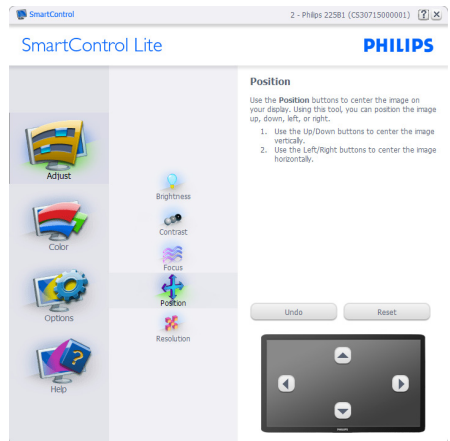 SmartControl
2 - Philips 225B1 (CS30715000001)
SmartControl Lite
PHILIPS
Adjust
Color
Options
Help
Brightness
Contrast
Focus
Position
Resolution
Position
Use the Position buttons to center the image on
your display. Using this tool, you can position the image
up, down, left, or right.
1. Use the Up/Down buttons to center the image
vertically.
2. Use the Left/Right buttons to center the image
horizontally.
Undo
Reset
PHILIPS